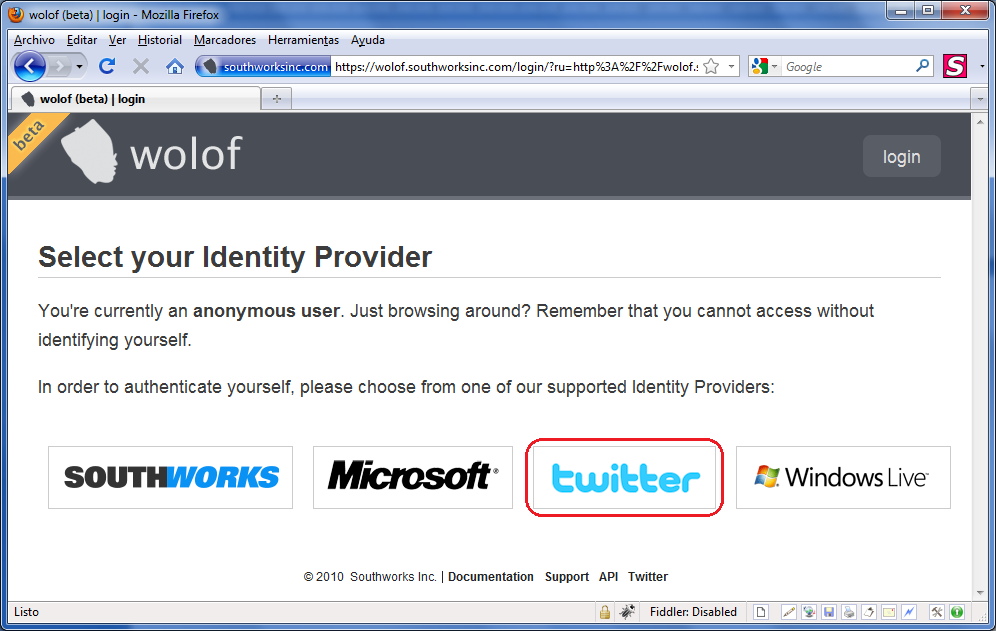 wolof (beta) | login - Mozilla Firefox
Archivo Editar Ver Historial Marcadores Herramientas Ayuda
southworksinc.com https://wolof.southworksinc.com/login/?ru=http%3A%2F%2Fwolof.s Google S
wolof (beta) | login
beta
wolof
login
Select your Identity Provider
You're currently an anonymous user. Just browsing around? Remember that you cannot access without
identifying yourself.
In order to authenticate yourself, please choose from one of our supported Identity Providers:
SOUTHWORKS Microsoft® twitter Windows Live™
© 2010 Southworks Inc. | Documentation Support API Twitter
Listo Fiddler: Disabled